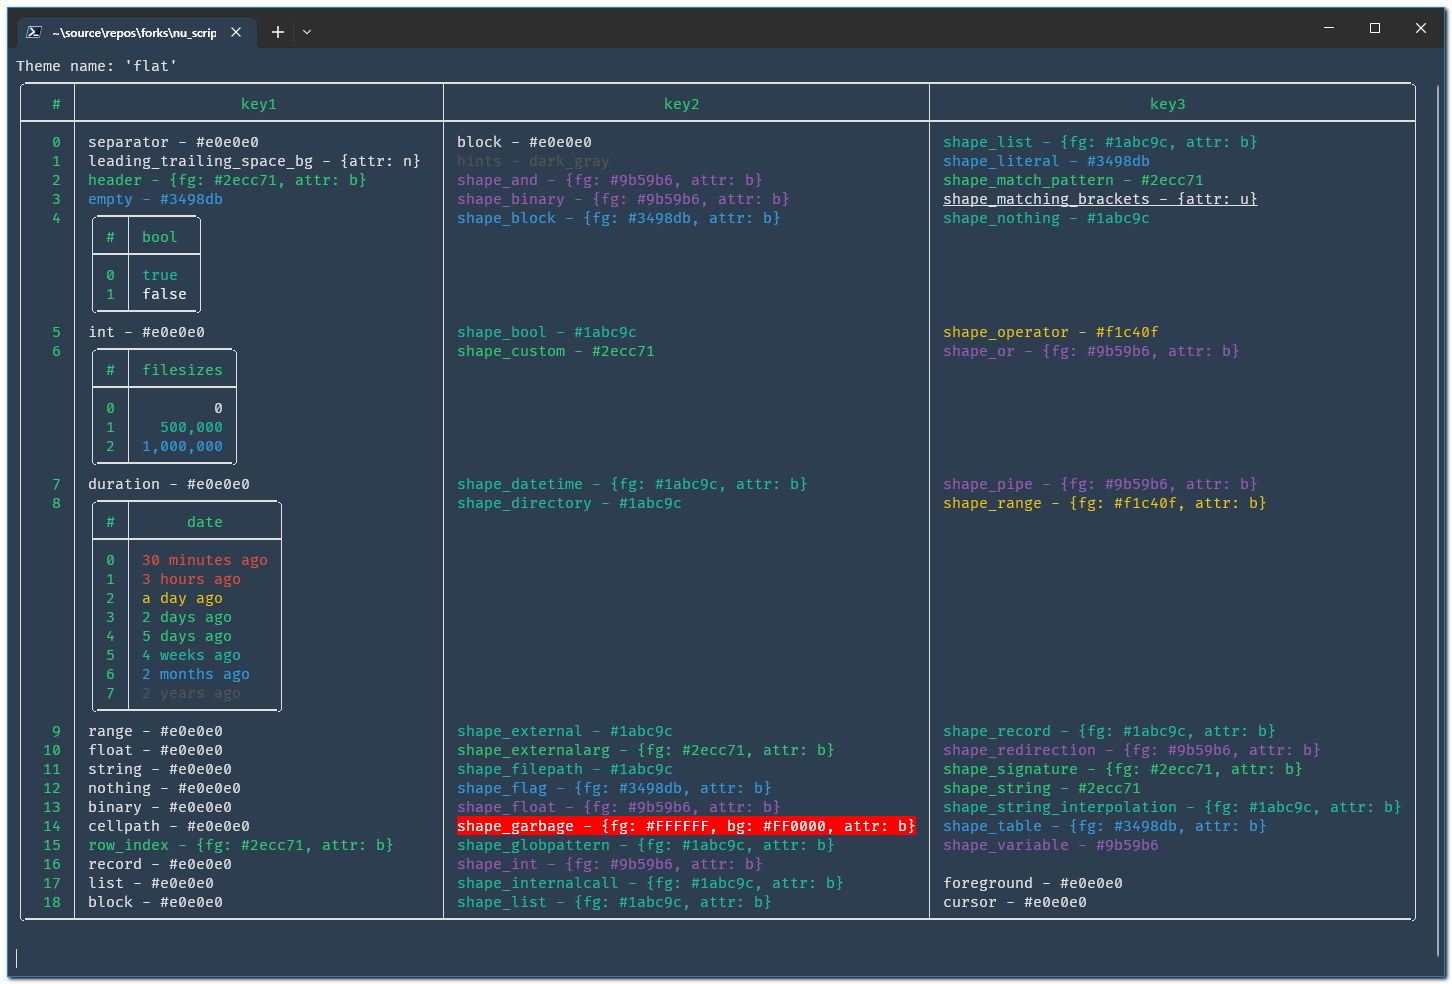 ~\source\repos\forks\nu_scrip
Theme name: 'flat'
# key1 key2 key3
0 separator - #e0e0e0 block - #e0e0e0 shape_list - {fg: #1abc9c, attr: b}
1 leading_trailing_space_bg - {attr: n} hints - dark_gray shape_literal - #3498db
2 header - {fg: #2ecc71, attr: b} shape_and - {fg: #9b59b6, attr: b} shape_match_pattern - #2ecc71
3 empty - #3498db shape_binary - {fg: #9b59b6, attr: b} shape_matching_brackets - {attr: u}
4 shape_block - {fg: #3498db, attr: b} shape_nothing - #1abc9c
# bool
0 true
1 false
5 int - #e0e0e0 shape_bool - #1abc9c shape_operator - #f1c40f
6 shape_custom - #2ecc71 shape_or - {fg: #9b59b6, attr: b}
# filesizes
0 0
1 500,000
2 1,000,000
7 duration - #e0e0e0 shape_datetime - {fg: #1abc9c, attr: b} shape_pipe - {fg: #9b59b6, attr: b}
8 shape_directory - #1abc9c shape_range - {fg: #f1c40f, attr: b}
# date
0 30 minutes ago
1 3 hours ago
2 a day ago
3 2 days ago
4 5 days ago
5 4 weeks ago
6 2 months ago
7 2 years ago
9 range - #e0e0e0 shape_external - #1abc9c shape_record - {fg: #1abc9c, attr: b}
10 float - #e0e0e0 shape_externalarg - {fg: #2ecc71, attr: b} shape_redirection - {fg: #9b59b6, attr: b}
11 string - #e0e0e0 shape_filepath - #1abc9c shape_signature - {fg: #2ecc71, attr: b}
12 nothing - #e0e0e0 shape_flag - {fg: #3498db, attr: b} shape_string - #2ecc71
13 binary - #e0e0e0 shape_float - {fg: #9b59b6, attr: b} shape_string_interpolation - {fg: #1abc9c, attr: b}
14 cellpath - #e0e0e0 shape_garbage - {fg: #FFFFFF, bg: #FF0000, attr: b} shape_table - {fg: #3498db, attr: b}
15 row_index - {fg: #2ecc71, attr: b} shape_globpattern - {fg: #1abc9c, attr: b} shape_variable - #9b59b6
16 record - #e0e0e0 shape_int - {fg: #9b59b6, attr: b}
17 list - #e0e0e0 shape_internalcall - {fg: #1abc9c, attr: b} foreground - #e0e0e0
18 block - #e0e0e0 shape_list - {fg: #1abc9c, attr: b} cursor - #e0e0e0